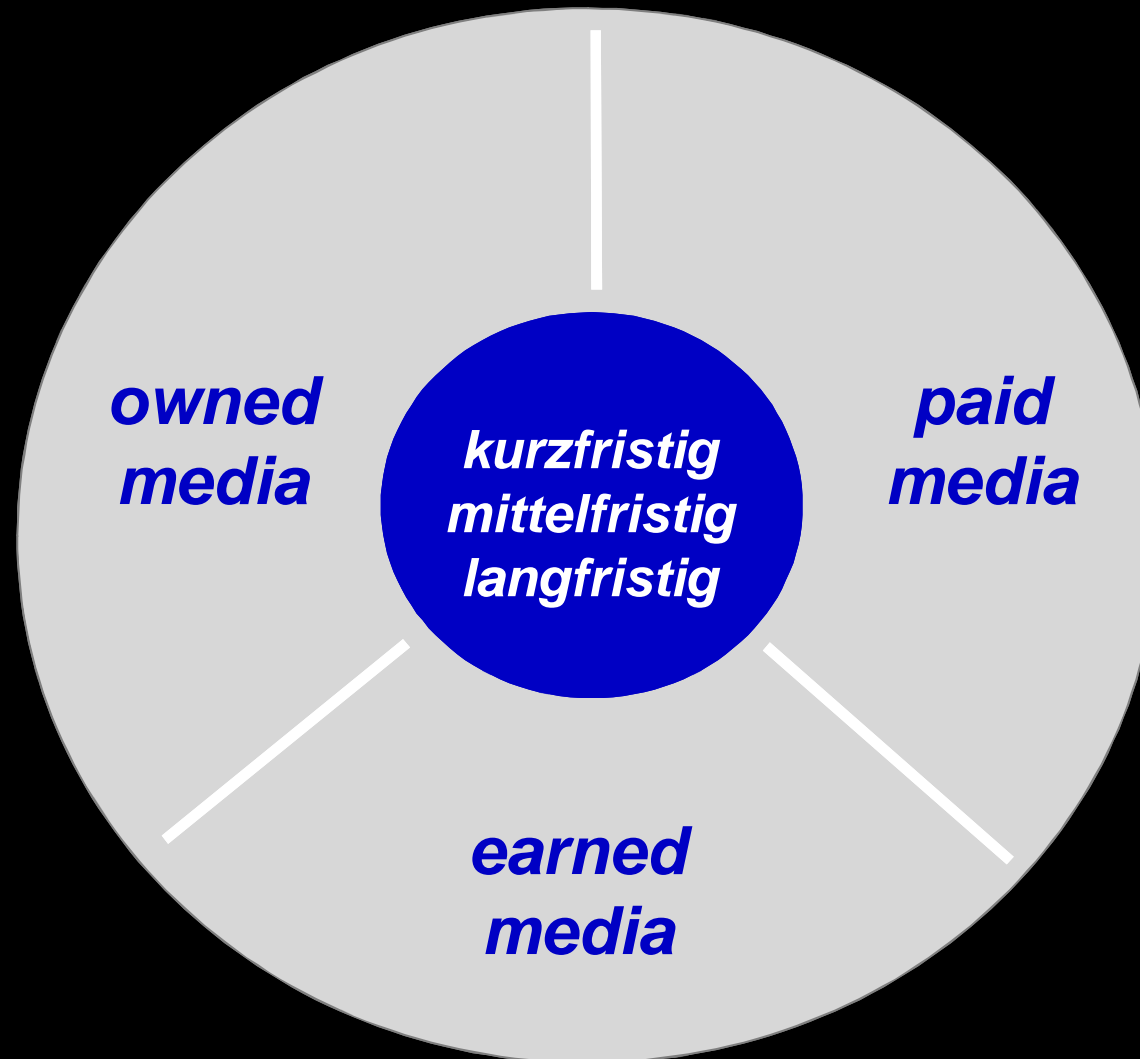 owned
media
kurzfristig
mittelfristig
langfristig
paid
media
earned
media